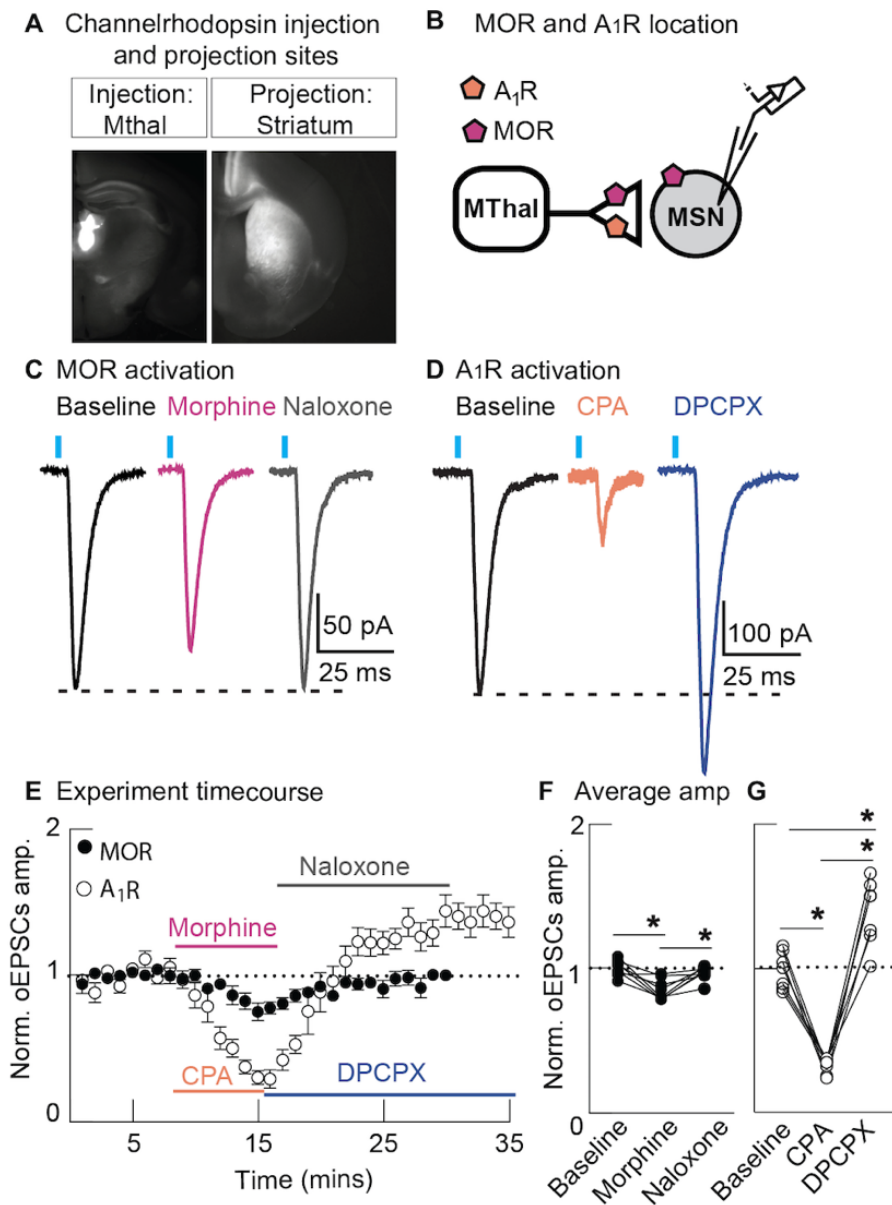 A Channelrhodopsin injection
and projection sites
Injection:
Mthal
Projection:
Striatum
B MOR and A1R location
A1R
MOR
MThal
MSN
C MOR activation
Baseline Morphine Naloxone
50 pA
25 ms
D A1R activation
Baseline CPA DPCPX
100 pA
25 ms
E Experiment timecourse
Norm. oEPSCs amp.
2
1
0
MOR
A1R
Morphine
Naloxone
CPA
DPCPX
5 15 25 35
Time (mins)
F Average amp
Norm. oEPSCs amp.
2
1
0
* *
Baseline
Morphine
Naloxone
G
*
*
*
Baseline
CPA
DPCPX